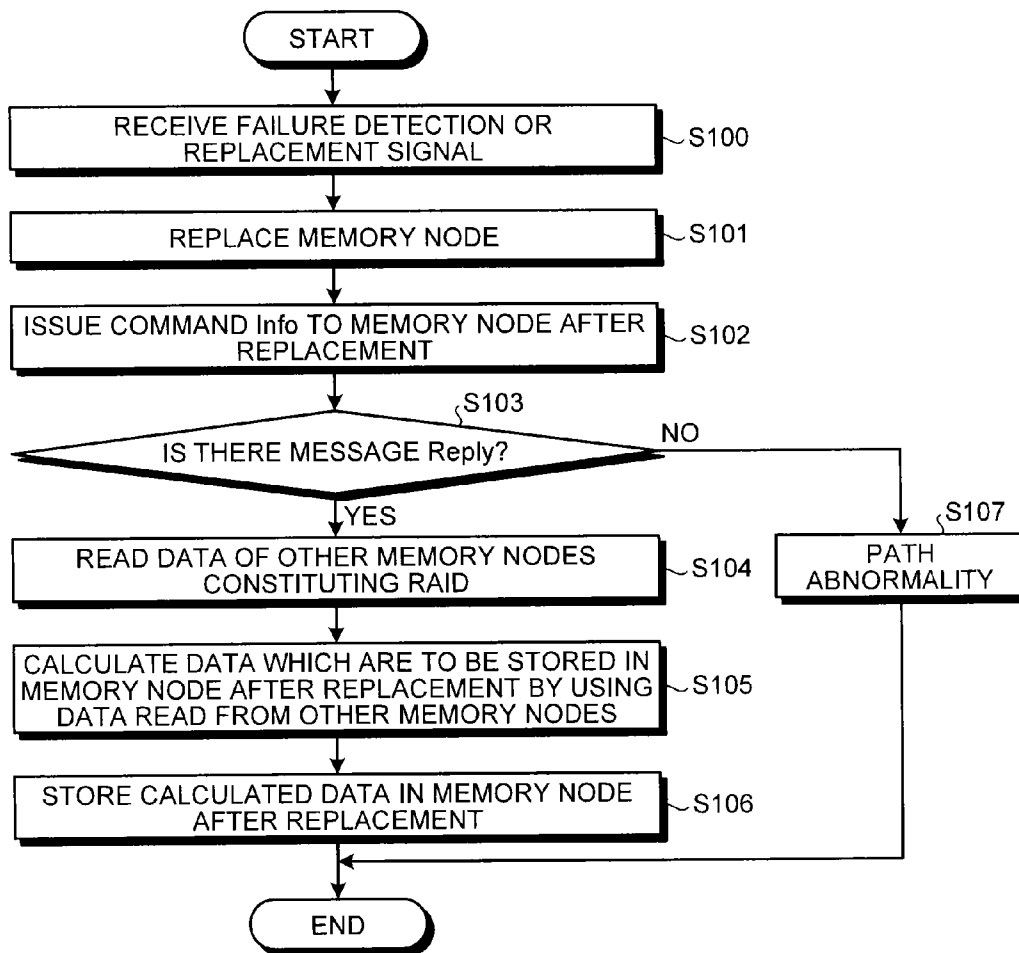 START
RECEIVE FAILURE DETECTION OR
REPLACEMENT SIGNAL
S100
REPLACE MEMORY NODE
S101
ISSUE COMMAND Info TO MEMORY NODE AFTER
REPLACEMENT
S102
S103
IS THERE MESSAGE Reply?
NO
YES
S107
PATH
ABNORMALITY
READ DATA OF OTHER MEMORY NODES
CONSTITUTING RAID
S104
CALCULATE DATA WHICH ARE TO BE STORED IN
MEMORY NODE AFTER REPLACEMENT BY USING
DATA READ FROM OTHER MEMORY NODES
S105
STORE CALCULATED DATA IN MEMORY NODE
AFTER REPLACEMENT
S106
END